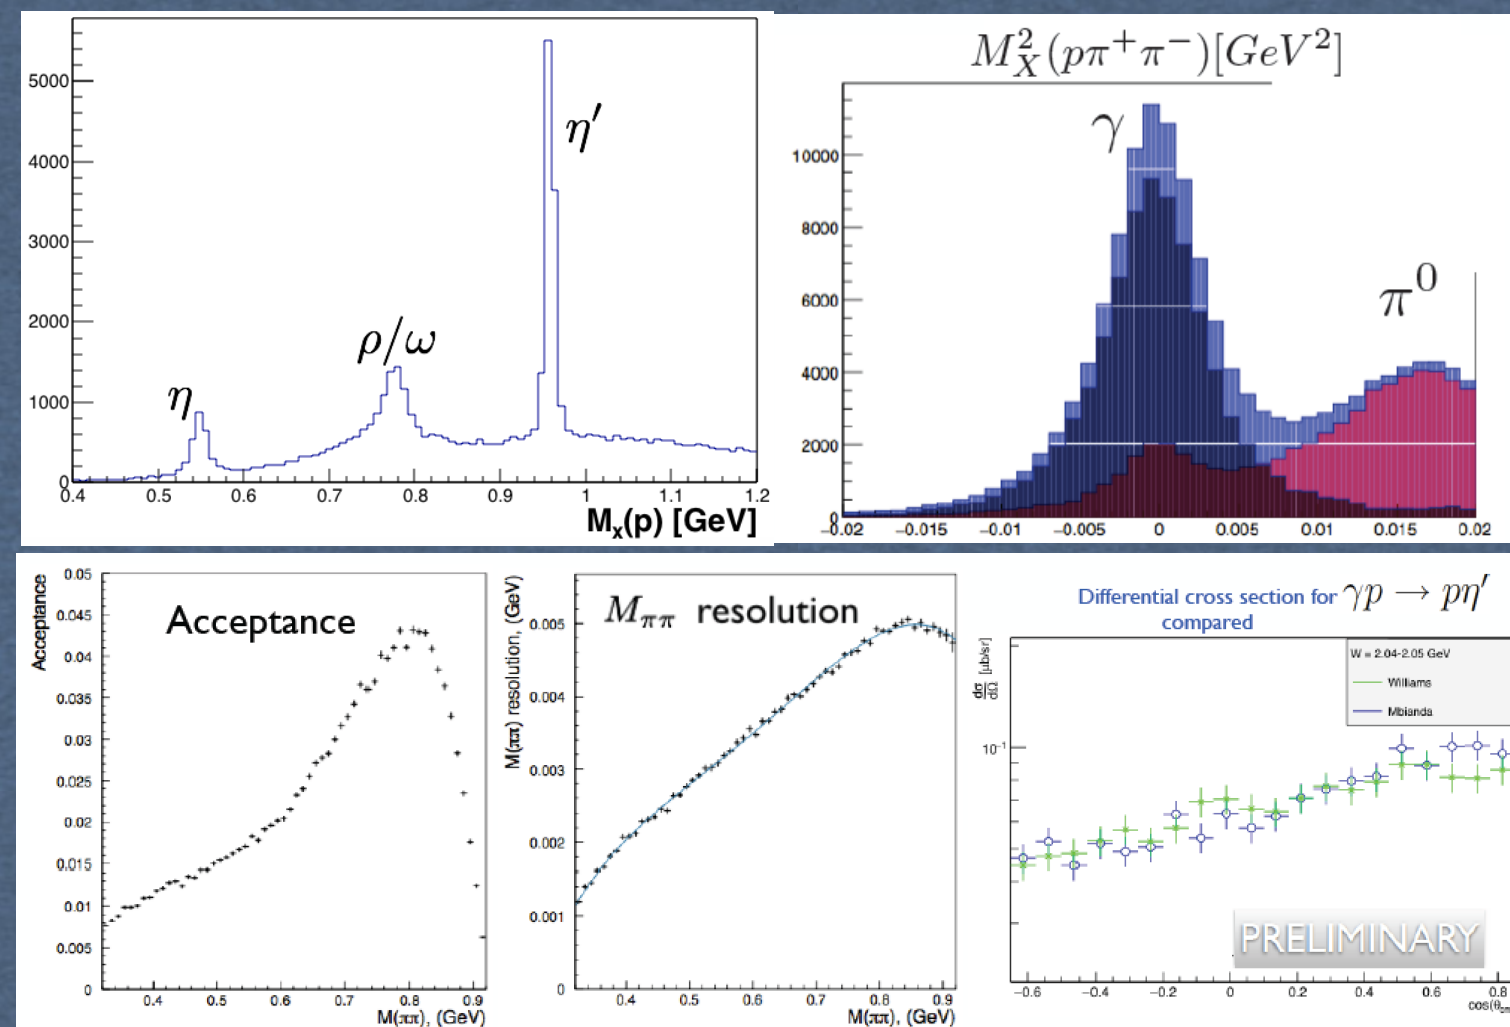 5000
4000
3000
2000
1000
0
η
ρ/ω
η′
0.4 0.5 0.6 0.7 0.8 0.9 1 1.1 1.2
Mx(p) [GeV]
M²X(pπ⁺π⁻)[GeV²]
γ
π⁰
10000
8000
6000
4000
2000
0
−0.02 −0.015 −0.01 −0.005 0 0.005 0.01 0.015 0.02
Acceptance
Acceptance
0.05
0.045
0.04
0.035
0.03
0.025
0.02
0.015
0.01
0.005
0
0.4 0.5 0.6 0.7 0.8 0.9
M(ππ), (GeV)
Mππ resolution
M(ππ) resolution, (GeV)
0.005
0.004
0.003
0.002
0.001
0
0.4 0.5 0.6 0.7 0.8 0.9
M(ππ), (GeV)
Differential cross section for γp → pη′
compared
dσ/dΩ [μb/sr]
W = 2.04-2.05 GeV
Williams
Mbianda
10⁻¹
PRELIMINARY
−0.6 −0.4 −0.2 0 0.2 0.4 0.6 0.8